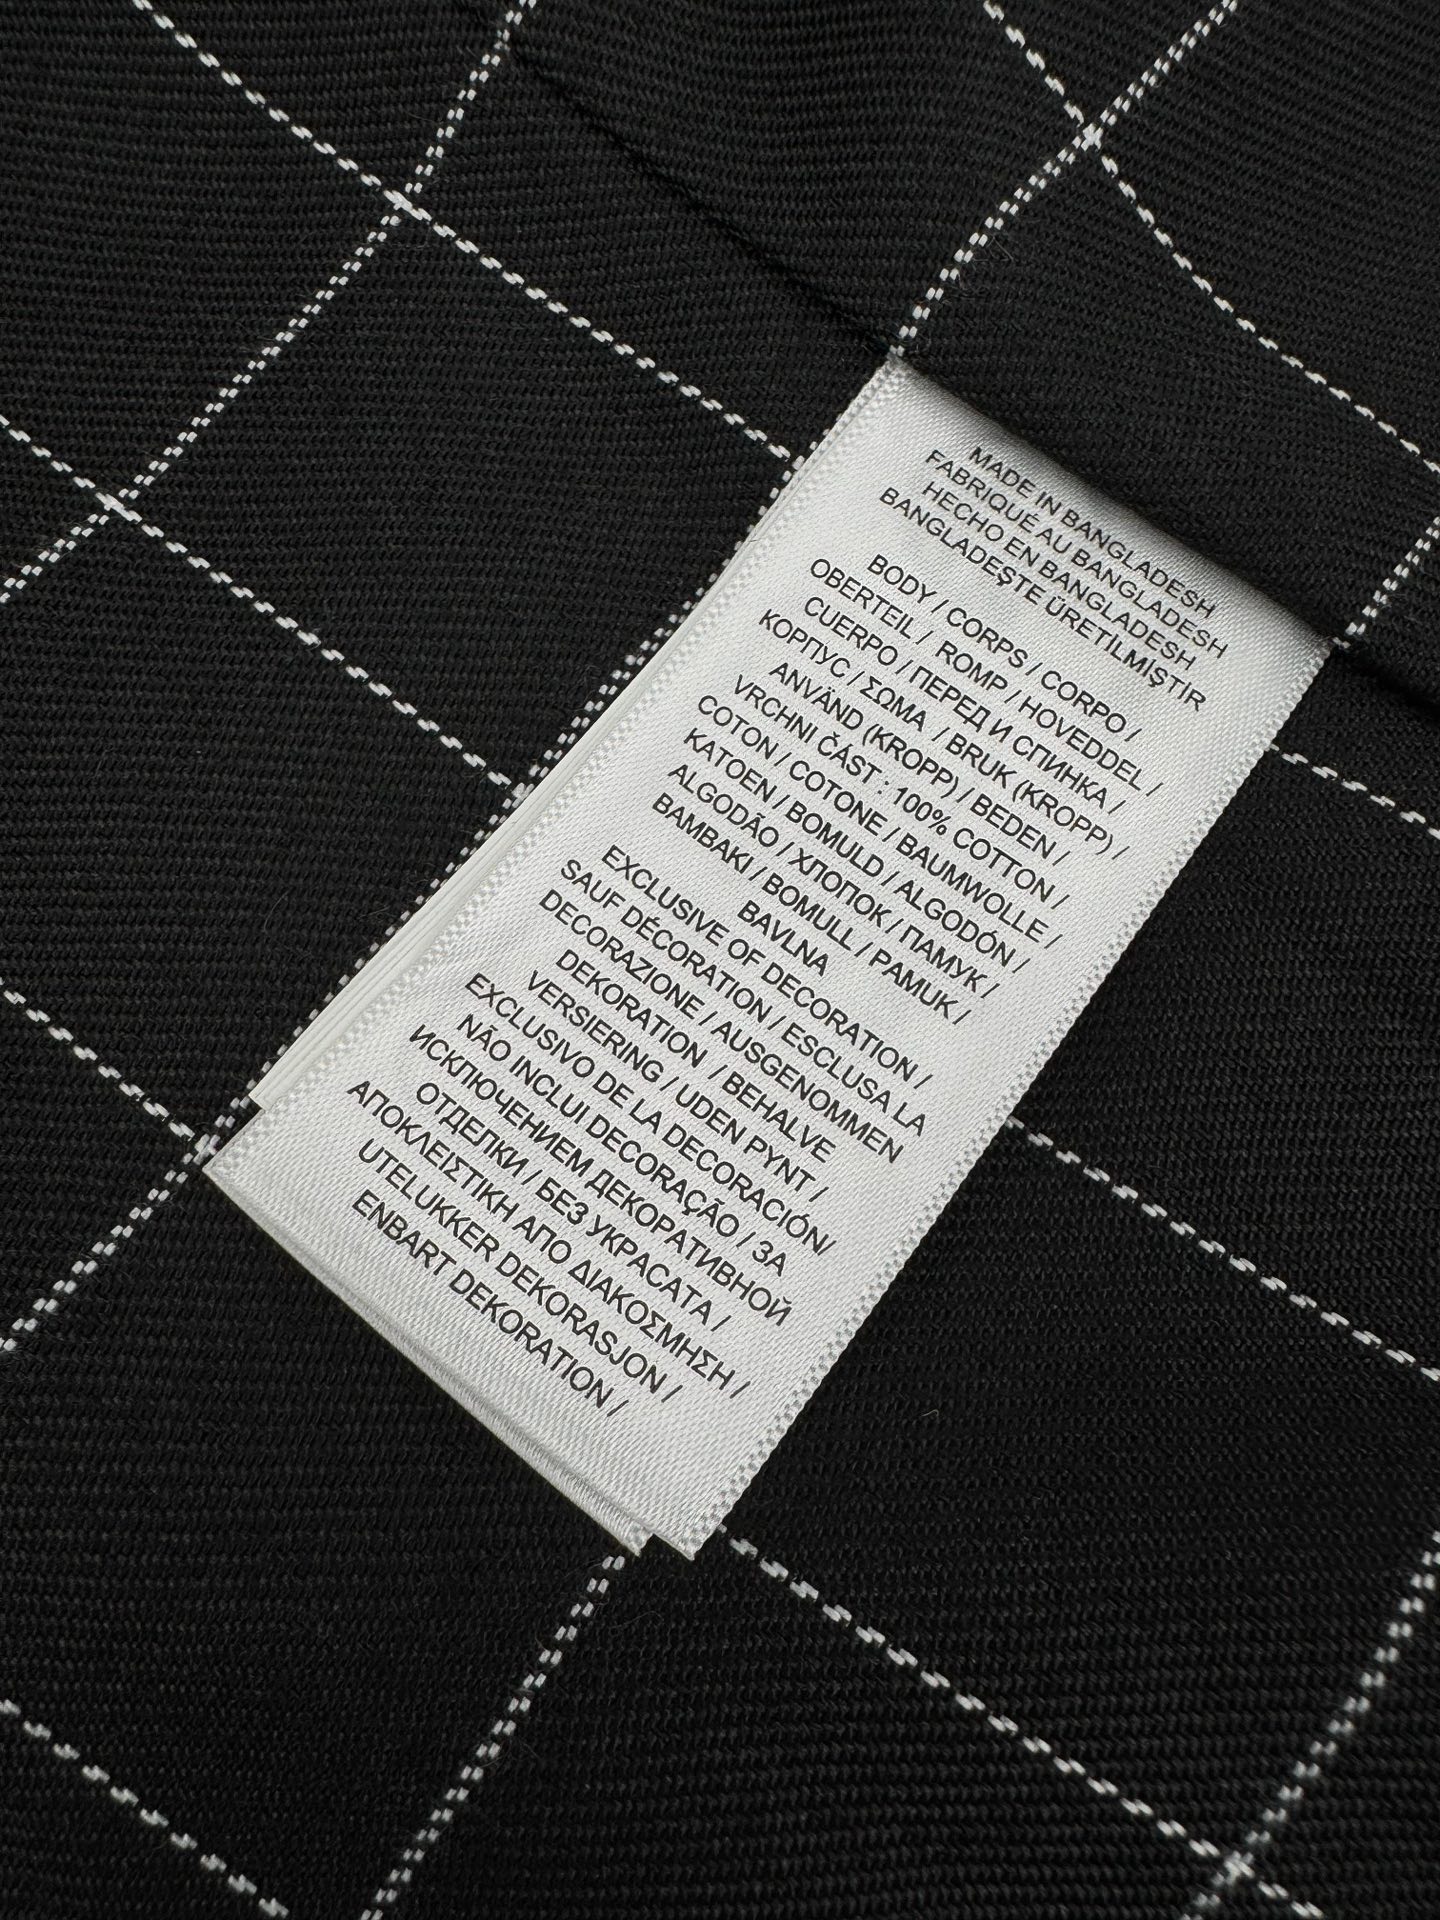 MADE IN BANGLADESH
FABRIQUÉ AU BANGLADESH
HECHO EN BANGLADESH
BANGLADEŞTE ÜRETİLMİŞTİR
BODY / CORPS / CORPO /
OBERTEIL / ROMP / HOVEDDEL /
CUERPO / ПЕРЕД И СПИНКА /
КОРПУС / ΣΩΜΑ / BRUK (KROPP) /
ANVÄND (KROPP) / BEDEN /
VRCHNI ČÁST : 100% COTTON /
COTON / COTONE / BAUMWOLLE /
KATOEN / BOMULD / ALGODÓN /
ALGODÃO / ХЛОПОК / ПАМУК /
BAMBAKI / BOMULL / PAMUK /
BAVLNA
EXCLUSIVE OF DECORATION /
SAUF DÉCORATION / ESCLUSA LA
DECORAZIONE / AUSGENOMMEN
DEKORATION / BEHALVE
VERSIERING / UDEN PYNT /
EXCLUSIVO DE LA DECORACIÓN/
NÃO INCLUI DECORAÇÃO / ЗА
ИСКЛЮЧЕНИЕМ ДЕКОРАТИВНОЙ
ОТДЕЛКИ / БЕЗ УКРАСАТА /
ΑΠΟΚΛΕΙΣΤΙΚΗ ΑΠΟ ΔΙΑΚΟΣΜΗΣΗ /
UTELUKKER DEKORASJON /
ENBART DEKORATION /